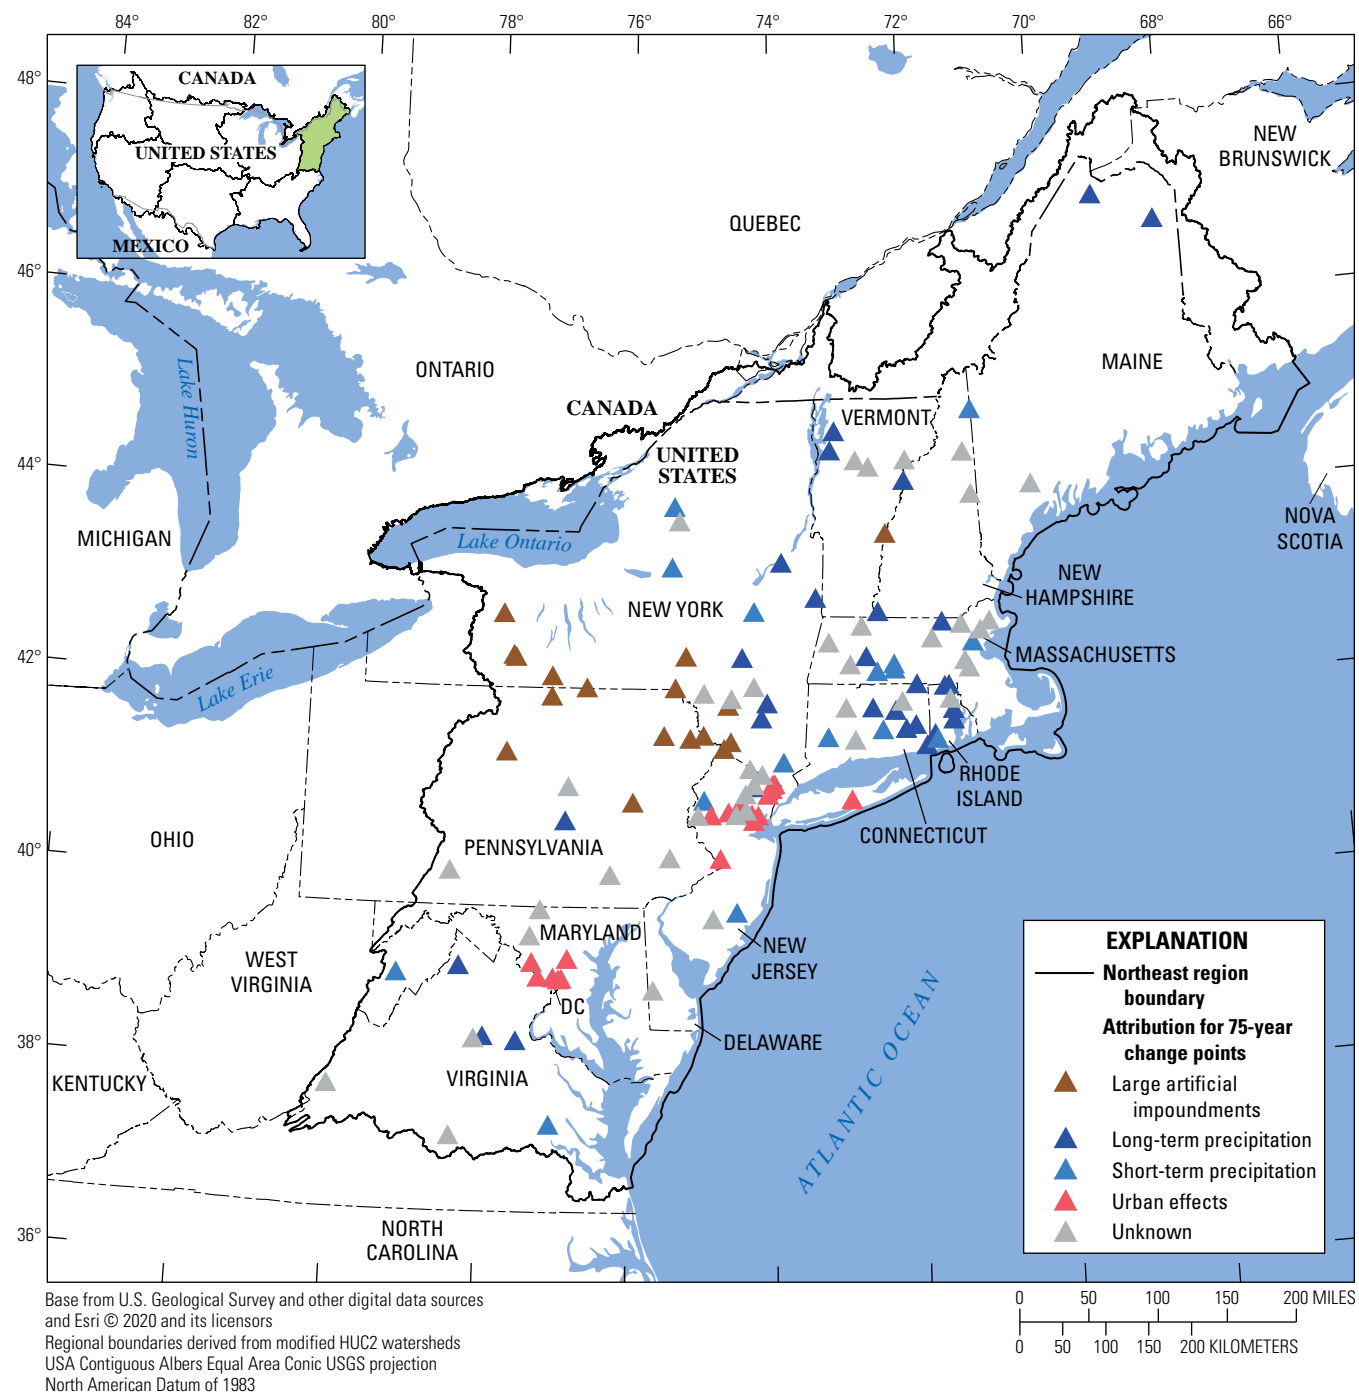 84°
82°
80°
78°
76°
74°
72°
70°
68°
66°
48°
46°
44°
42°
40°
38°
36°
CANADA
UNITED STATES
MEXICO
NEW
BRUNSWICK
QUEBEC
MAINE
ONTARIO
Lake Huron
CANADA
VERMONT
UNITED
STATES
MICHIGAN
Lake Ontario
NOVA
SCOTIA
NEW
HAMPSHIRE
NEW YORK
MASSACHUSETTS
Lake Erie
RHODE
ISLAND
CONNECTICUT
OHIO
PENNSYLVANIA
MARYLAND
NEW
JERSEY
WEST
VIRGINIA
DC
DELAWARE
KENTUCKY
VIRGINIA
ATLANTIC OCEAN
NORTH
CAROLINA
EXPLANATION
Northeast region
boundary
Attribution for 75-year
change points
Large artificial
impoundments
Long-term precipitation
Short-term precipitation
Urban effects
Unknown
Base from U.S. Geological Survey and other digital data sources
and Esri © 2020 and its licensors
Regional boundaries derived from modified HUC2 watersheds
USA Contiguous Albers Equal Area Conic USGS projection
North American Datum of 1983
0 50 100 150 200 MILES
0 50 100 150 200 KILOMETERS